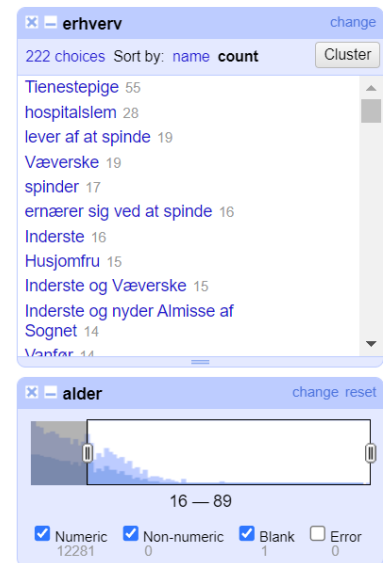 erhverv change
222 choices Sort by: name count Cluster
Tienestepige 55
hospitalslem 28
lever af at spinde 19
Væverske 19
spinder 17
ernærer sig ved at spinde 16
Inderste 16
Husjomfru 15
Inderste og Væverske 15
Inderste og nyder Almisse af
Sognet 14
Vanfør 14
alder change reset
16 — 89
Numeric Non-numeric Blank Error
12281 0 1 0